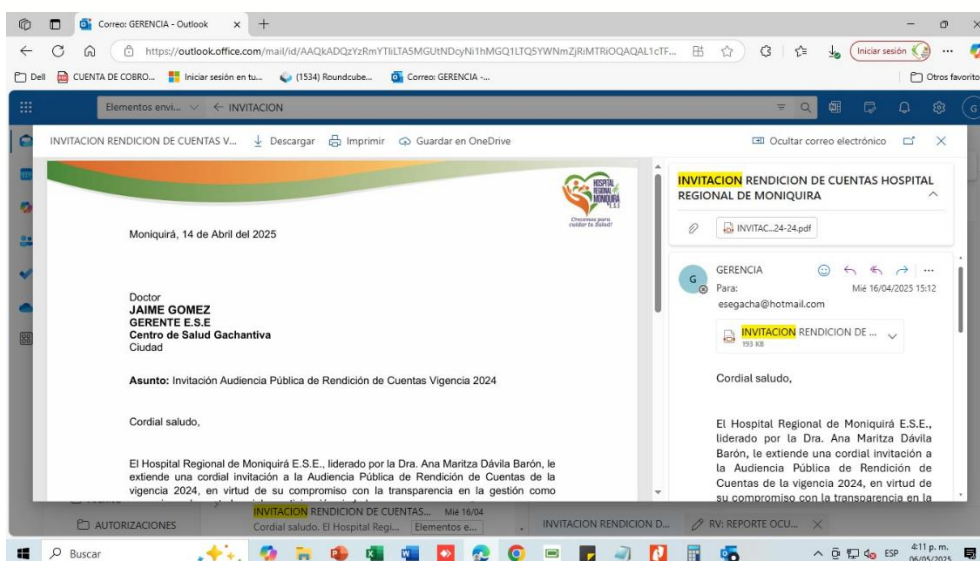 Correo: GERENCIA - Outlook
https://outlook.office.com/mail/id/AAQkADQzYzRmYTliLTA5MGUtNDcyNi1hMGQ1LTQ5YWNmZjRiMTRiOQAQAL1cTF...
Iniciar sesión
Dell
CUENTA DE COBRO...
Iniciar sesión en tu...
(1534) Roundcube...
Correo: GERENCIA -...
Otros favoritos
Elementos envi...
INVITACION
INVITACION RENDICION DE CUENTAS V...
Descargar
Imprimir
Guardar en OneDrive
Ocultar correo electrónico
HOSPITAL
REGIONAL
MONIQUIRÁ
E.S.E
Crecemos para
cuidar tu Salud!
Moniquirá, 14 de Abril del 2025
Doctor
JAIME GOMEZ
GERENTE E.S.E
Centro de Salud Gachantiva
Ciudad
Asunto: Invitación Audiencia Pública de Rendición de Cuentas Vigencia 2024
Cordial saludo,
El Hospital Regional de Moniquirá E.S.E., liderado por la Dra. Ana Maritza Dávila Barón, le
extiende una cordial invitación a la Audiencia Pública de Rendición de Cuentas de la
vigencia 2024, en virtud de su compromiso con la transparencia en la gestión como
INVITACION RENDICION DE CUENTAS HOSPITAL
REGIONAL DE MONIQUIRA
INVITAC...24-24.pdf
G
GERENCIA
Para:
Mié 16/04/2025 15:12
esegacha@hotmail.com
INVITACION RENDICION DE ...
193 KB
Cordial saludo,
El Hospital Regional de Moniquirá E.S.E.,
liderado por la Dra. Ana Maritza Dávila
Barón, le extiende una cordial invitación a
la Audiencia Pública de Rendición de
Cuentas de la vigencia 2024, en virtud de
su compromiso con la transparencia en la
AUTORIZACIONES
INVITACION RENDICION DE CUENTAS...
Mié 16/04
Cordial saludo. El Hospital Regi...
Elementos e...
INVITACION RENDICION D...
RV: REPORTE OCU...
Buscar
ESP
4:11 p. m.
06/05/2025